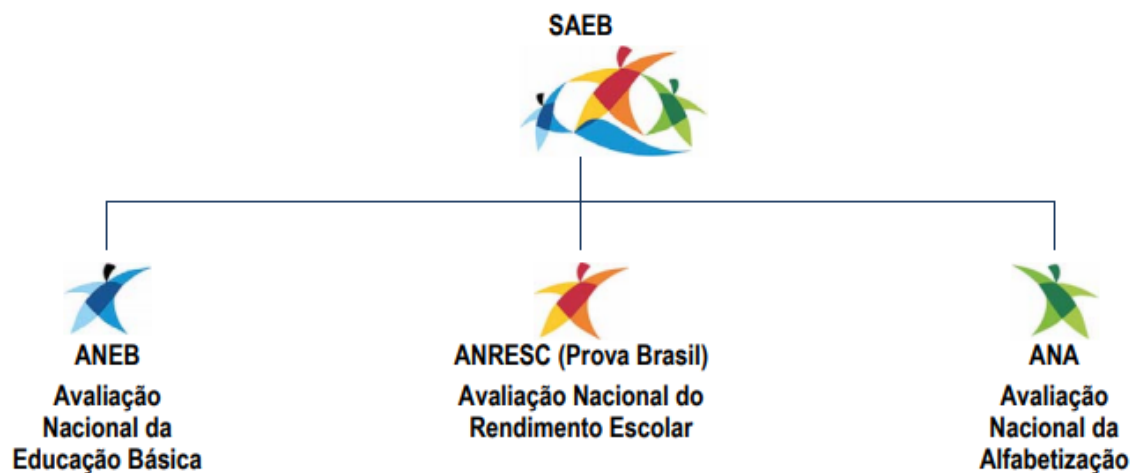 SAEB
ANEB
Avaliação
Nacional da
Educação Básica
ANRESC (Prova Brasil)
Avaliação Nacional do
Rendimento Escolar
ANA
Avaliação
Nacional da
Alfabetização